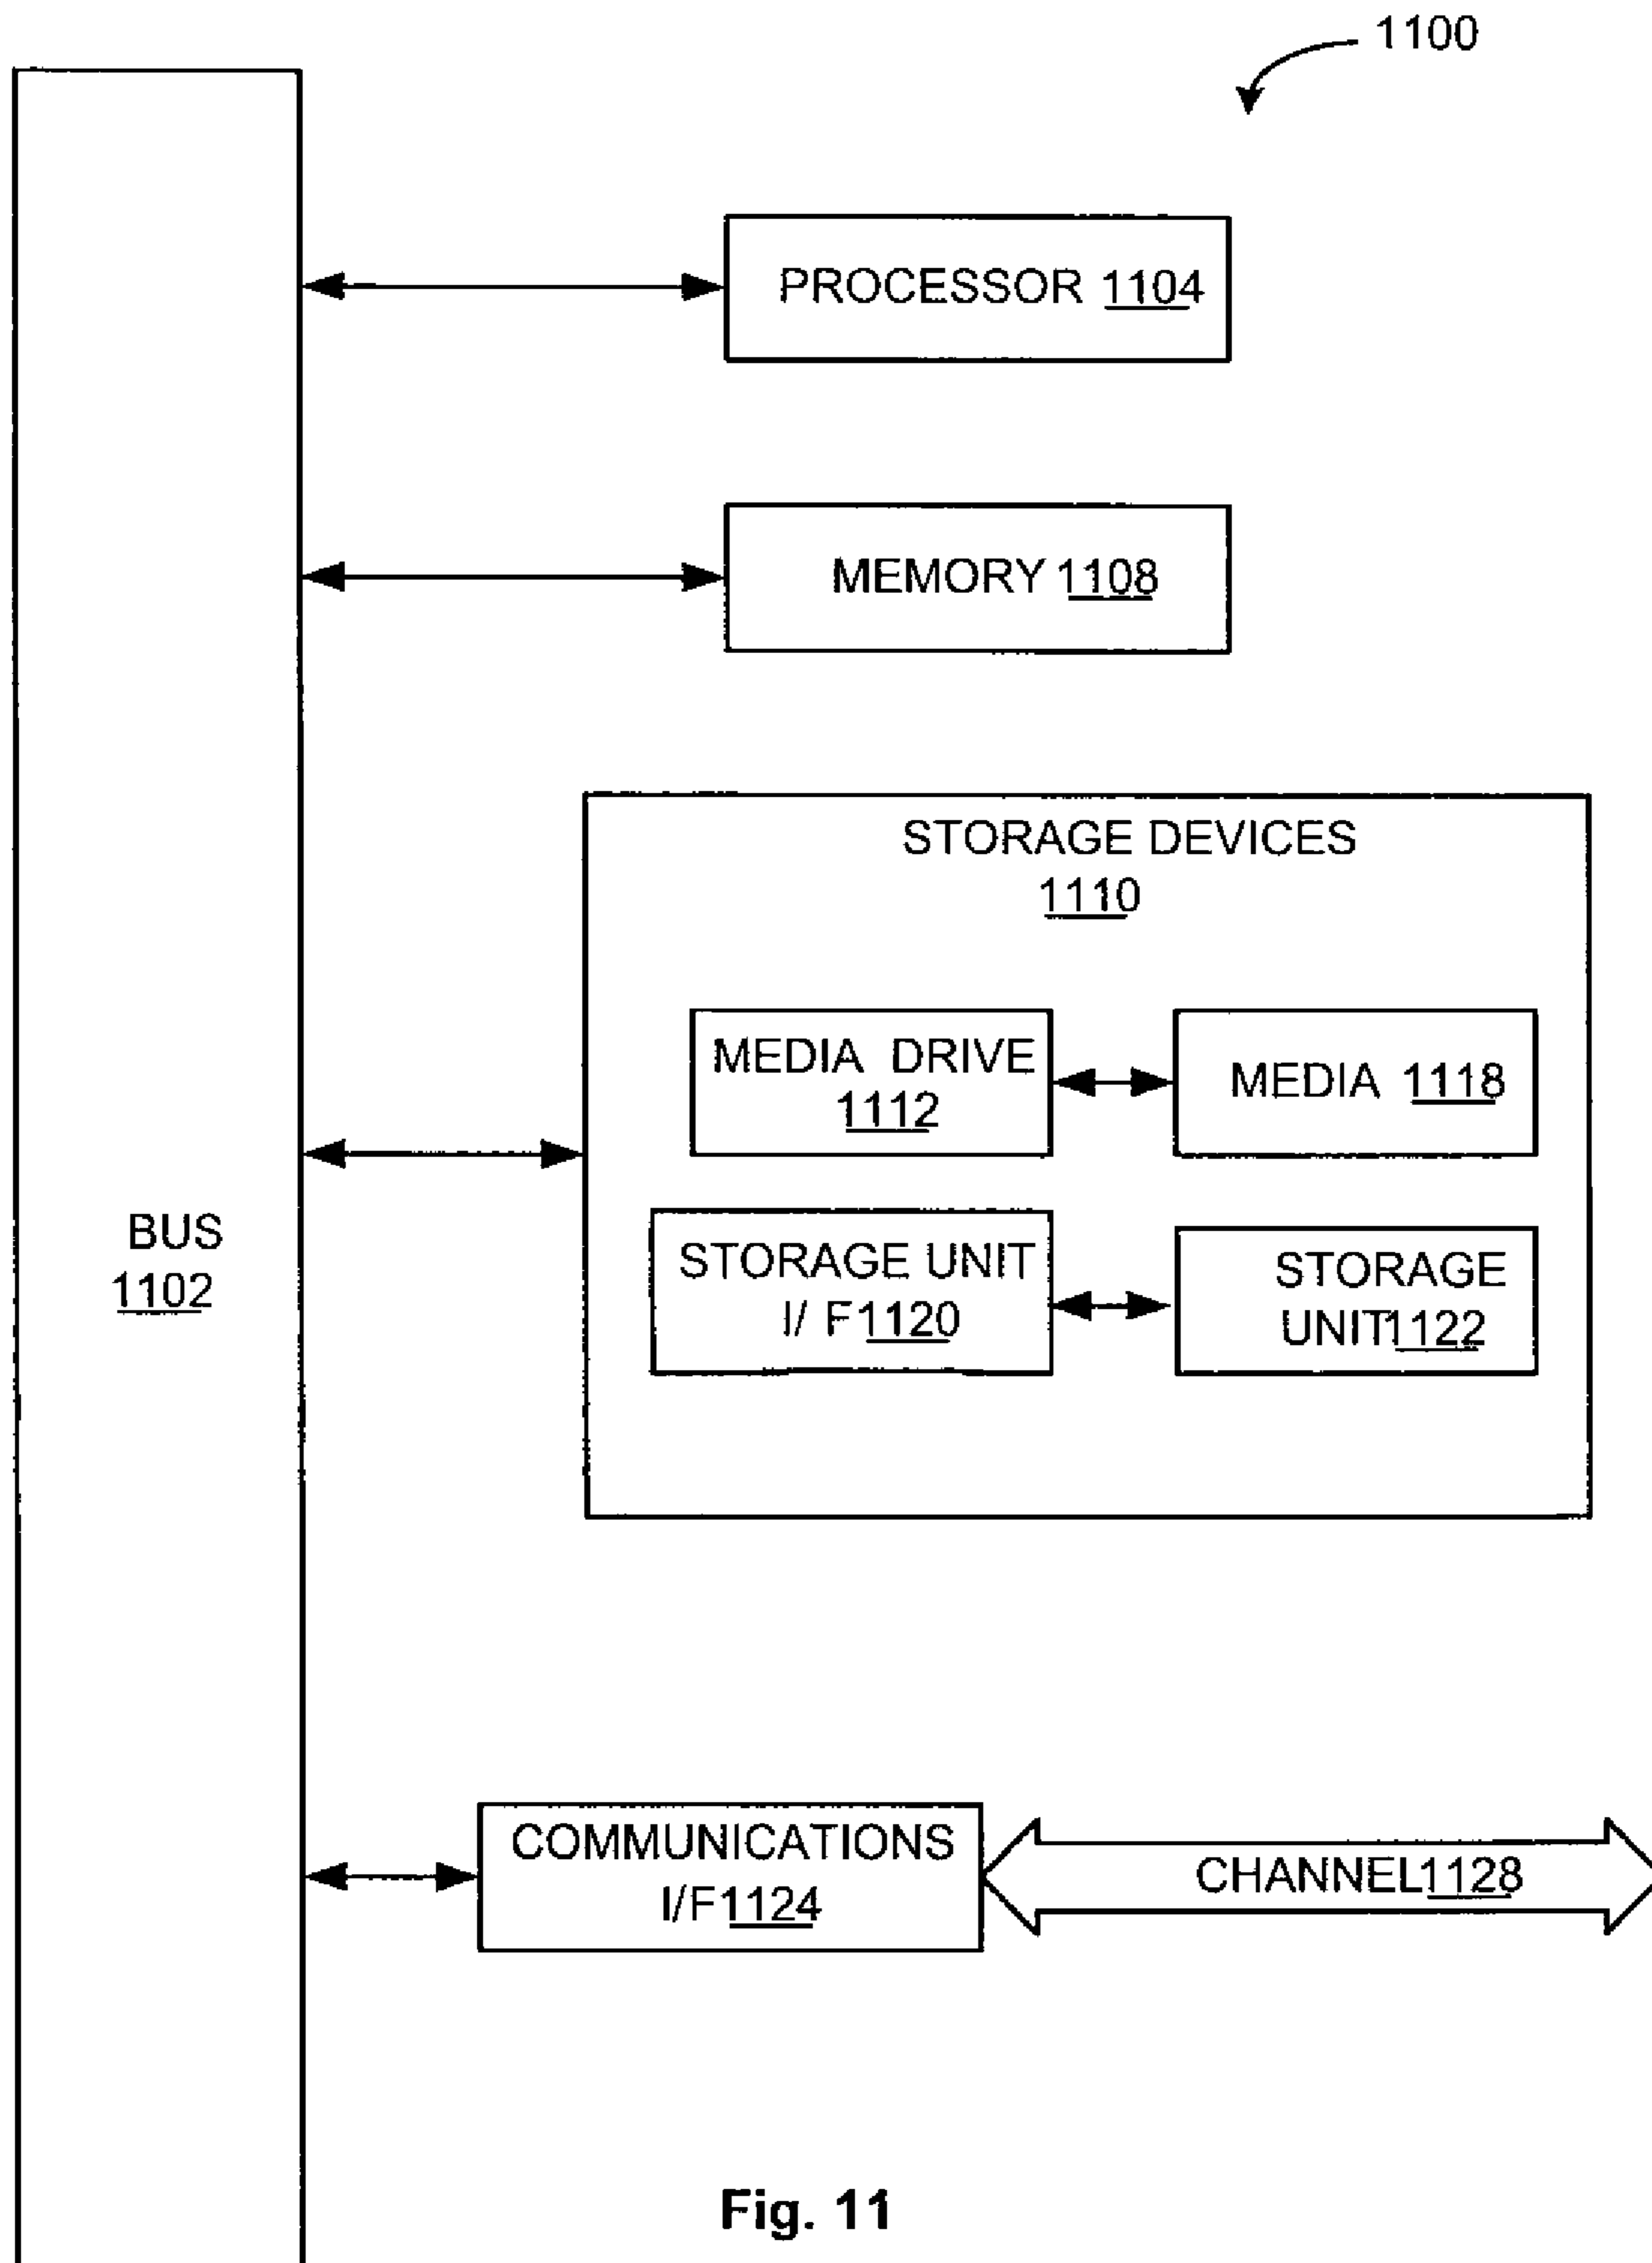 1100
PROCESSOR 1104
MEMORY 1108
STORAGE DEVICES
1110
MEDIA DRIVE
1112
MEDIA 1118
BUS
1102
STORAGE UNIT
I/ F1120
STORAGE
UNIT1122
COMMUNICATIONS
I/F1124
CHANNEL1128
Fig. 11